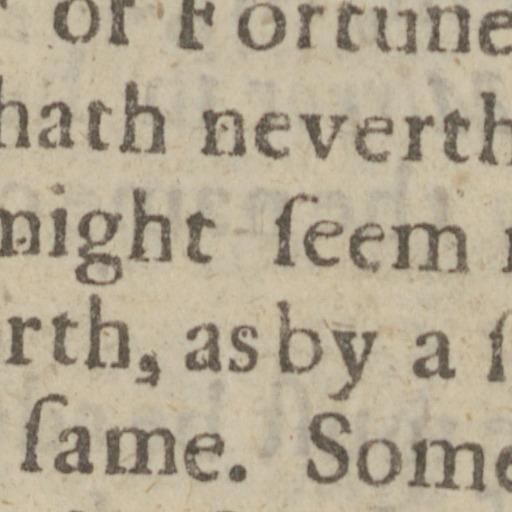 of Fortune
hath neverth
might ſeem
rth, as by a ſ
ſame. Some